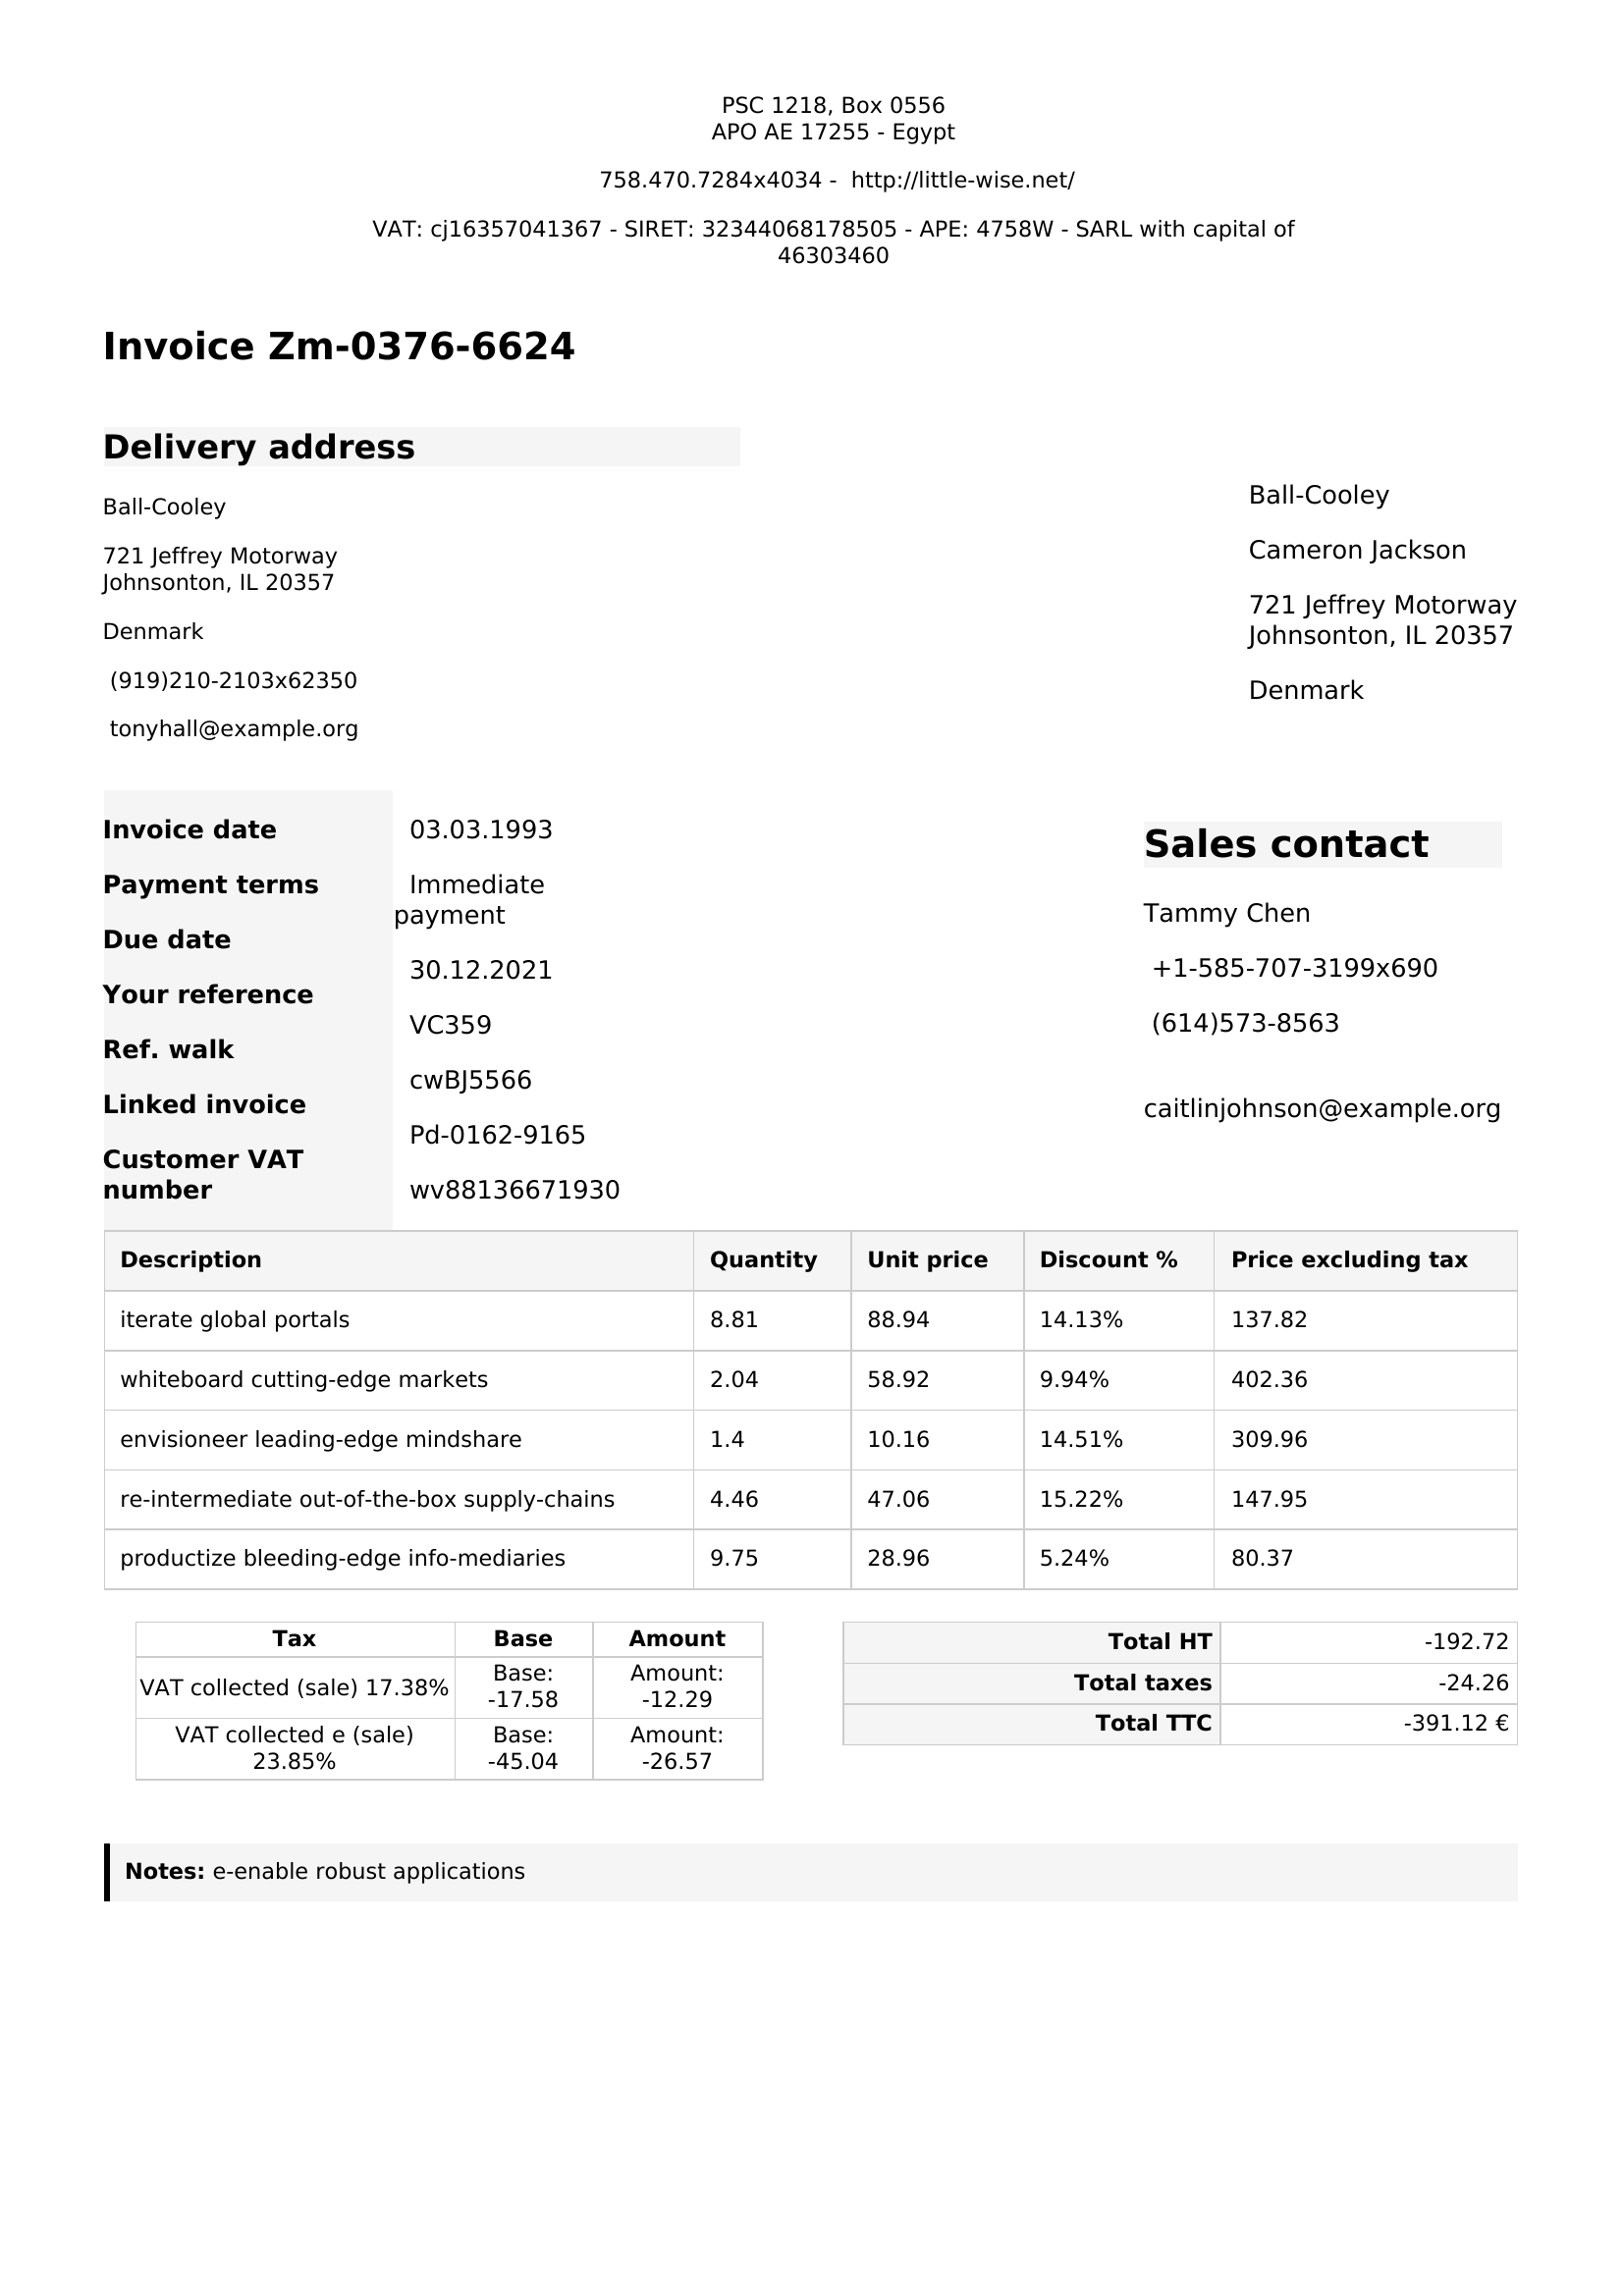 PSC 1218, Box 0556
APO AE 17255 - Egypt
758.470.7284x4034 - http://little-wise.net/
VAT: cj16357041367 - SIRET: 32344068178505 - APE: 4758W - SARL with capital of
46303460
Invoice Zm-0376-6624
Delivery address
Ball-Cooley
721 Jeffrey Motorway
Johnsonton, IL 20357
Denmark
(919)210-2103x62350
tonyhall@example.org
Ball-Cooley
Cameron Jackson
721 Jeffrey Motorway
Johnsonton, IL 20357
Denmark
Invoice date
Payment terms
Due date
Your reference
Ref. walk
Linked invoice
Customer VAT
number
03.03.1993
Immediate
payment
30.12.2021
VC359
cwBJ5566
Pd-0162-9165
wv88136671930
Sales contact
Tammy Chen
+1-585-707-3199x690
(614)573-8563
caitlinjohnson@example.org
Description Quantity Unit price Discount % Price excluding tax
iterate global portals 8.81 88.94 14.13% 137.82
whiteboard cutting-edge markets 2.04 58.92 9.94% 402.36
envisioneer leading-edge mindshare 1.4 10.16 14.51% 309.96
re-intermediate out-of-the-box supply-chains 4.46 47.06 15.22% 147.95
productize bleeding-edge info-mediaries 9.75 28.96 5.24% 80.37
Tax Base Amount
VAT collected (sale) 17.38% Base: -17.58 Amount: -12.29
VAT collected e (sale) 23.85% Base: -45.04 Amount: -26.57
Total HT -192.72
Total taxes -24.26
Total TTC -391.12 €
Notes: e-enable robust applications